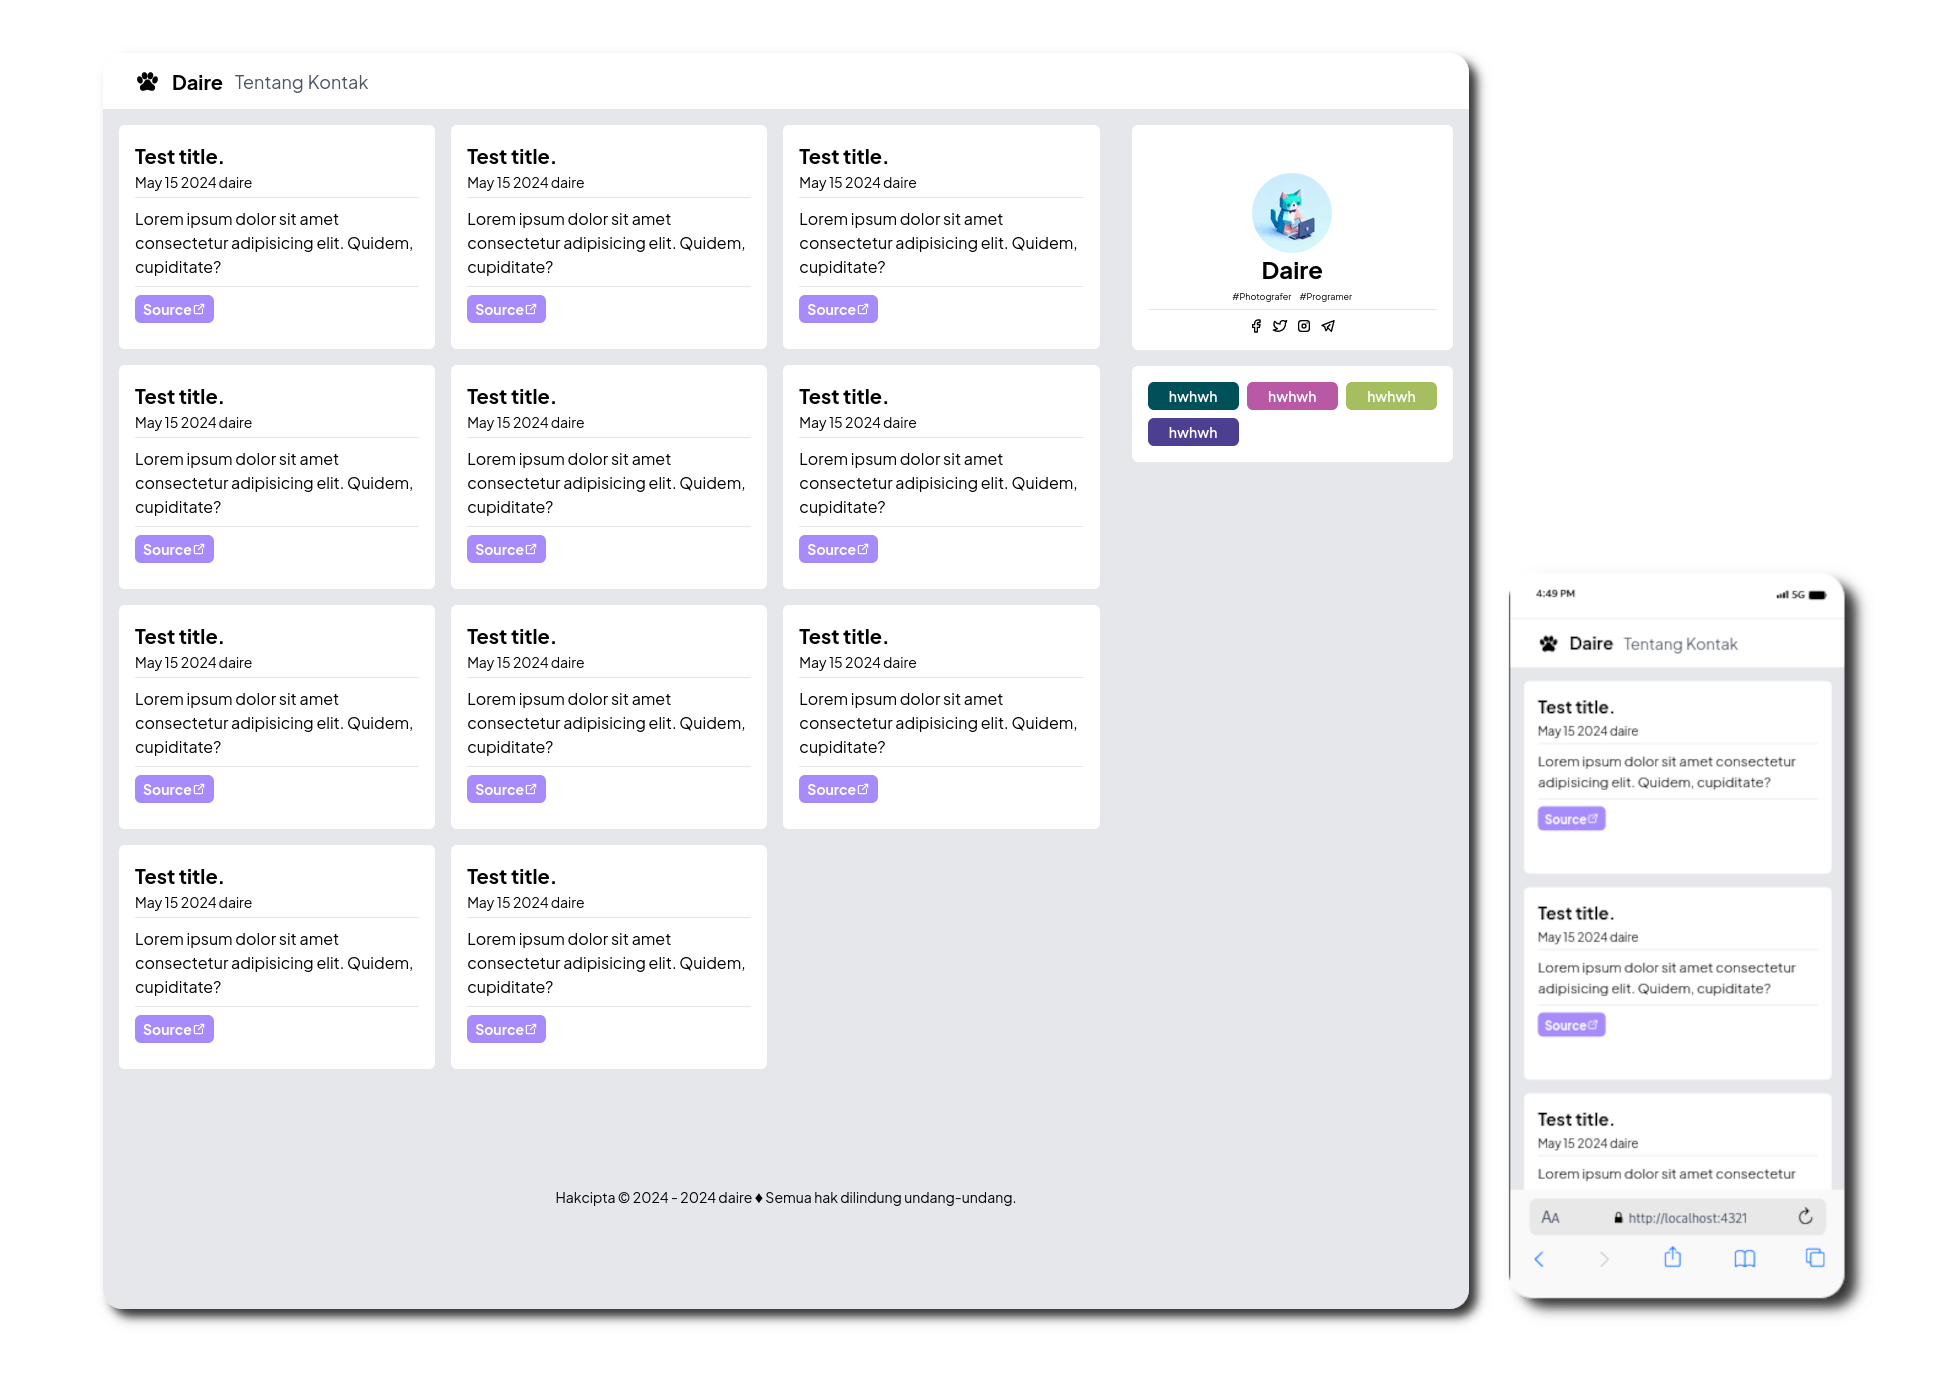 Daire Tentang Kontak
Test title.
May 15 2024 daire
Lorem ipsum dolor sit amet
consectetur adipisicing elit. Quidem,
cupiditate?
Source
Test title.
May 15 2024 daire
Lorem ipsum dolor sit amet
consectetur adipisicing elit. Quidem,
cupiditate?
Source
Test title.
May 15 2024 daire
Lorem ipsum dolor sit amet
consectetur adipisicing elit. Quidem,
cupiditate?
Source
Test title.
May 15 2024 daire
Lorem ipsum dolor sit amet
consectetur adipisicing elit. Quidem,
cupiditate?
Source
Test title.
May 15 2024 daire
Lorem ipsum dolor sit amet
consectetur adipisicing elit. Quidem,
cupiditate?
Source
Test title.
May 15 2024 daire
Lorem ipsum dolor sit amet
consectetur adipisicing elit. Quidem,
cupiditate?
Source
Test title.
May 15 2024 daire
Lorem ipsum dolor sit amet
consectetur adipisicing elit. Quidem,
cupiditate?
Source
Test title.
May 15 2024 daire
Lorem ipsum dolor sit amet
consectetur adipisicing elit. Quidem,
cupiditate?
Source
Test title.
May 15 2024 daire
Lorem ipsum dolor sit amet
consectetur adipisicing elit. Quidem,
cupiditate?
Source
Test title.
May 15 2024 daire
Lorem ipsum dolor sit amet
consectetur adipisicing elit. Quidem,
cupiditate?
Source
Test title.
May 15 2024 daire
Lorem ipsum dolor sit amet
consectetur adipisicing elit. Quidem,
cupiditate?
Source
Daire
#Photografer #Programer
hwhwh hwhwh hwhwh
hwhwh
Hakcipta © 2024 - 2024 daire ♦ Semua hak dilindung undang-undang.
4:49 PM 5G
Daire Tentang Kontak
Test title.
May 15 2024 daire
Lorem ipsum dolor sit amet consectetur
adipisicing elit. Quidem, cupiditate?
Source
Test title.
May 15 2024 daire
Lorem ipsum dolor sit amet consectetur
adipisicing elit. Quidem, cupiditate?
Source
Test title.
May 15 2024 daire
Lorem ipsum dolor sit amet consectetur
AA http://localhost:4321